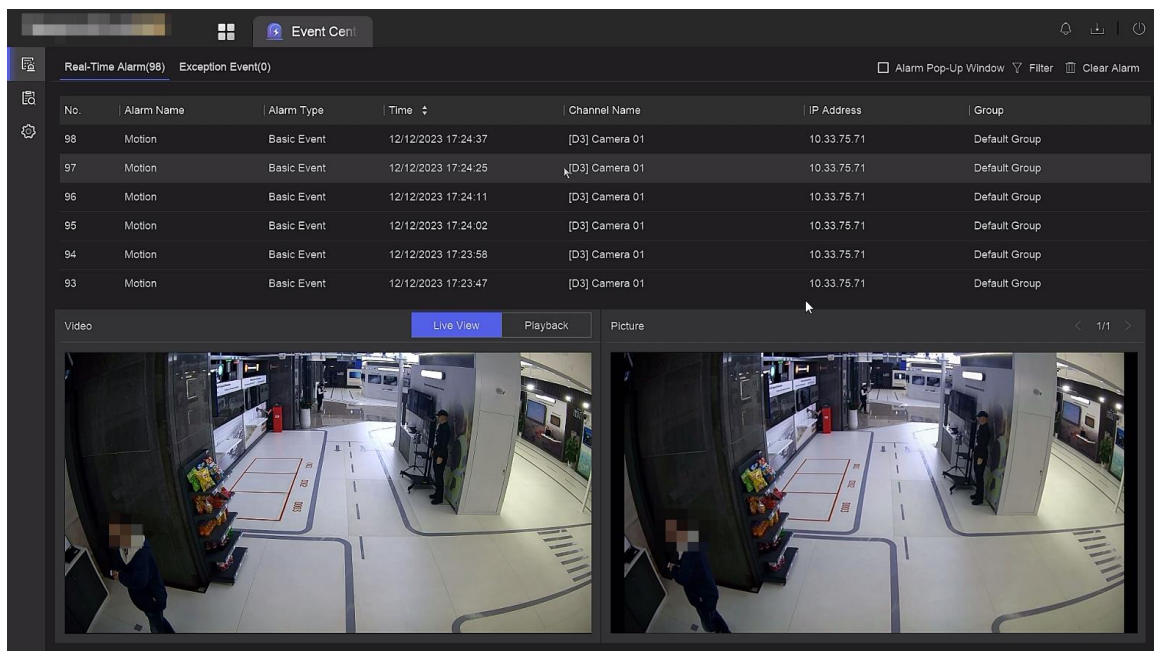 Event Cent
Real-Time Alarm(98) Exception Event(0) Alarm Pop-Up Window Filter Clear Alarm
No. Alarm Name Alarm Type Time Channel Name IP Address Group
98 Motion Basic Event 12/12/2023 17:24:37 [D3] Camera 01 10.33.75.71 Default Group
97 Motion Basic Event 12/12/2023 17:24:25 [D3] Camera 01 10.33.75.71 Default Group
96 Motion Basic Event 12/12/2023 17:24:11 [D3] Camera 01 10.33.75.71 Default Group
95 Motion Basic Event 12/12/2023 17:24:02 [D3] Camera 01 10.33.75.71 Default Group
94 Motion Basic Event 12/12/2023 17:23:58 [D3] Camera 01 10.33.75.71 Default Group
93 Motion Basic Event 12/12/2023 17:23:47 [D3] Camera 01 10.33.75.71 Default Group
Video Live View Playback Picture 1/1